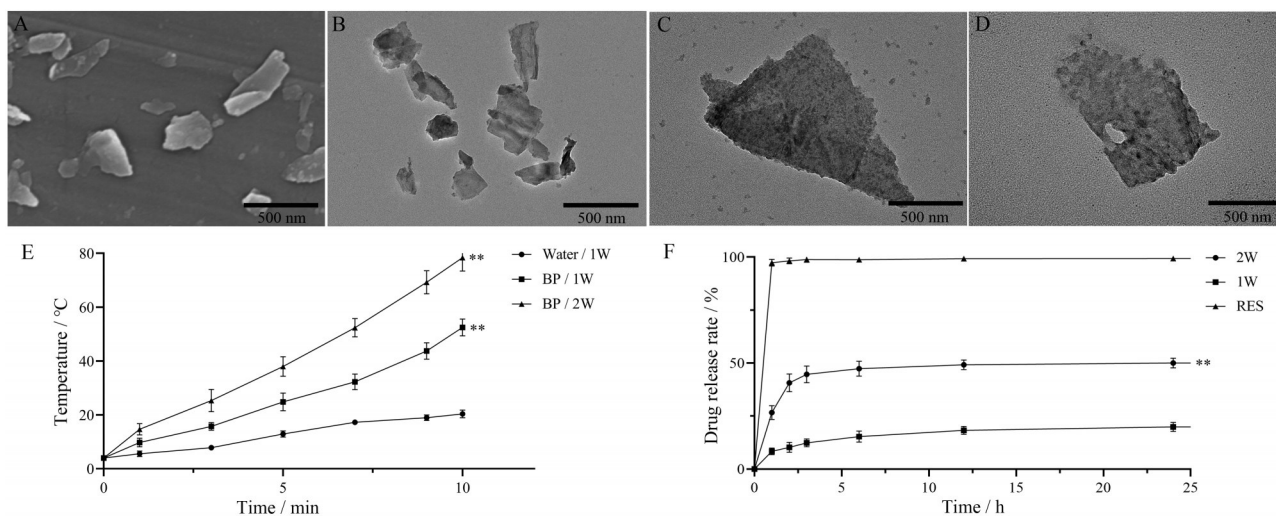 A
B
C
D
500 nm
500 nm
500 nm
500 nm
E
80
60
40
20
0
0
5
10
Temperature / °C
Time / min
Water / 1W
BP / 1W
BP / 2W
**
**
F
100
50
0
0
5
10
15
20
25
Drug release rate / %
Time / h
2W
1W
RES
**